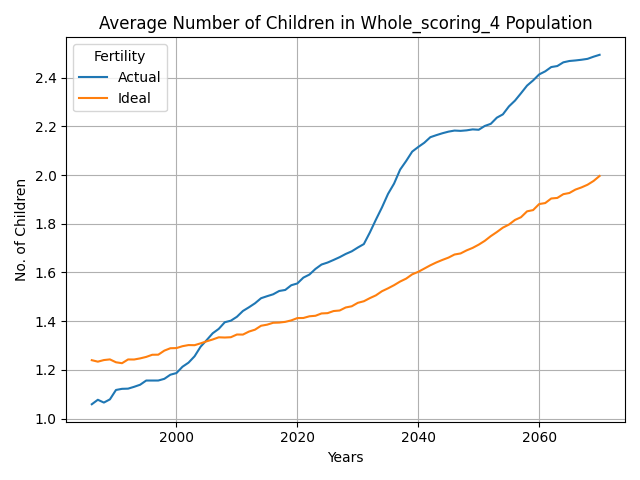 Average Number of Children in Whole_scoring_4 Population
Fertility
Actual
Ideal
No. of Children
2.4
2.2
2.0
1.8
1.6
1.4
1.2
1.0
2000 2020 2040 2060
Years